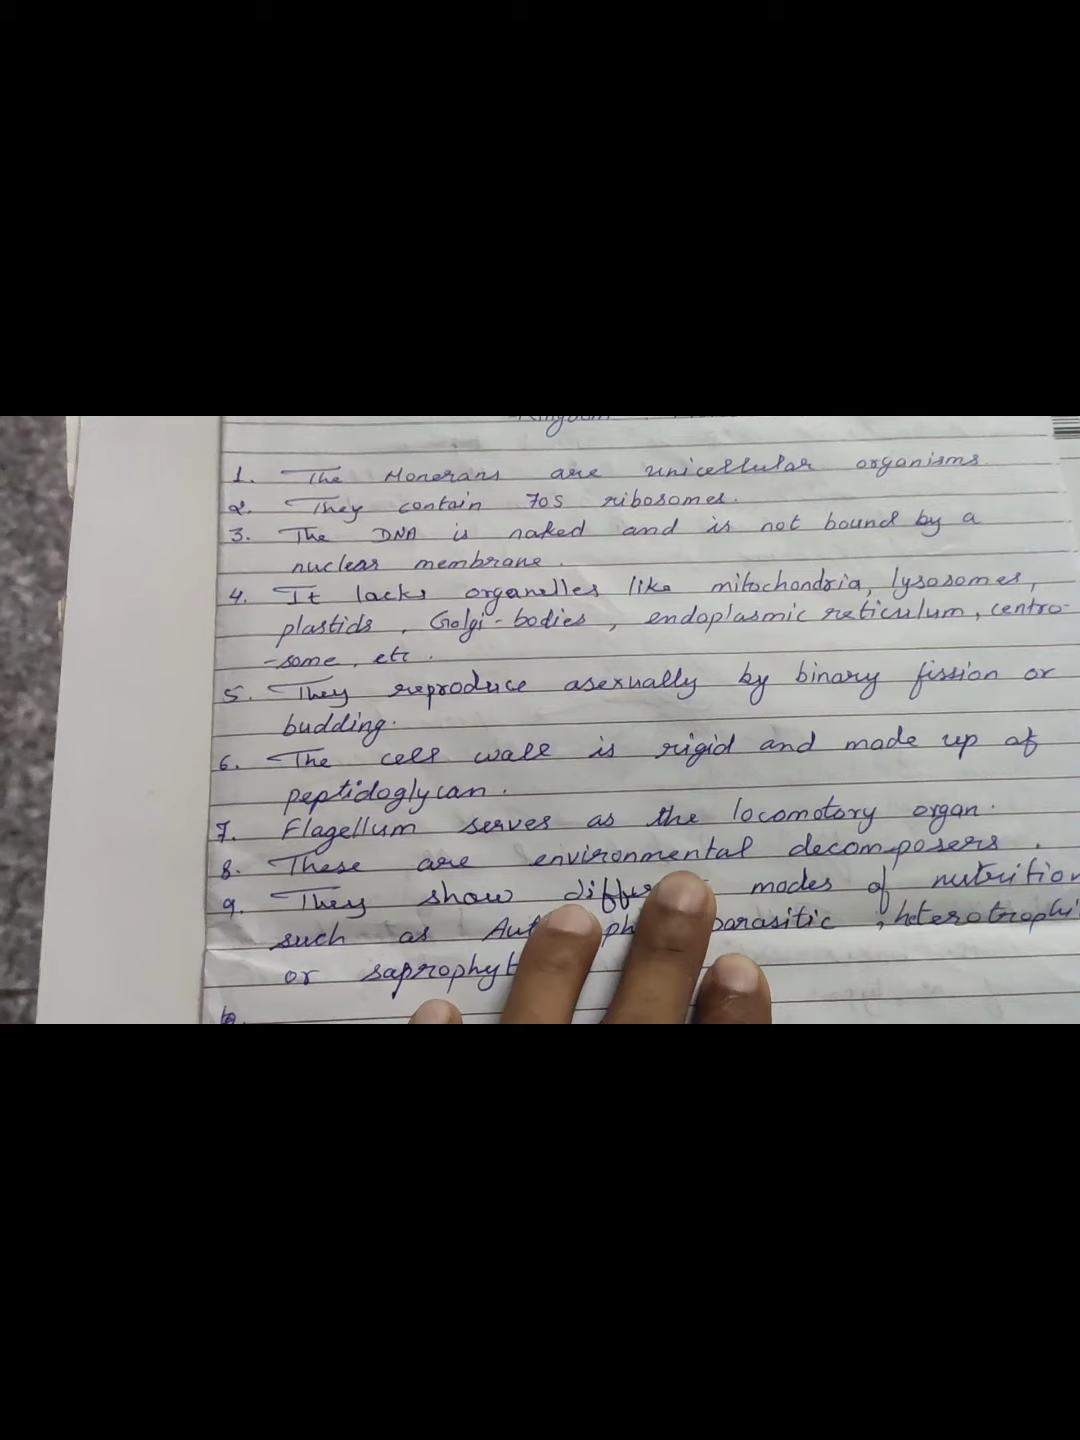 Kingdom
1. The Monerans are unicellular organisms
2. They contain 70S ribosomes.
3. The DNA is naked and is not bound by a
nuclear membrane.
4. It lacks organelles like mitochondria, lysosomes,
plastids, Golgi-bodies, endoplasmic reticulum, centro-
-some, etc.
5. They reproduce asexually by binary fission or
budding.
6. The cell wall is rigid and made up of
peptidoglycan.
7. Flagellum serves as the locomotory organ.
8. These are environmental decomposers.
9. They show modes of nutrition
such as parasitic, heterotrophi
or